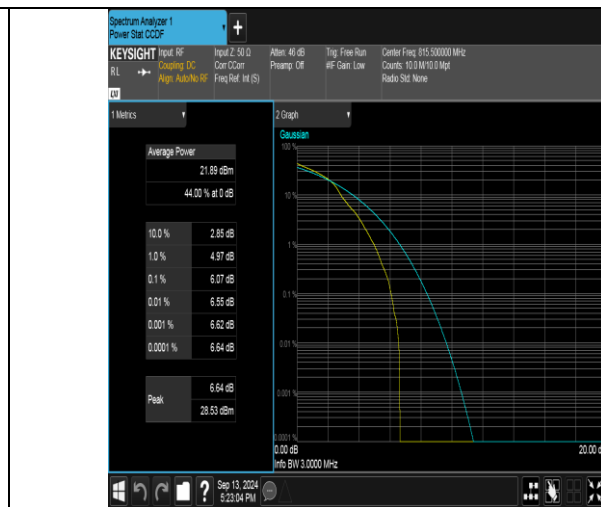 Spectrum Analyzer 1
Power Stat CCDF
+
KEYSIGHT Input: RF Input Z: 50 Ω Atten: 46 dB Trig: Free Run Center Freq: 815.500000 MHz
RL Coupling: DC Corr CCorr Preamp: Off #IF Gain: Low Counts: 10.0 M/10.0 Mpt
Align: Auto/No RF Freq Ref: Int (S) Radio Std: None
LXI
1 Metrics
Average Power
21.89 dBm
44.00 % at 0 dB
10.0 % 2.85 dB
1.0 % 4.97 dB
0.1 % 6.07 dB
0.01 % 6.55 dB
0.001 % 6.62 dB
0.0001 % 6.64 dB
Peak 6.64 dB
28.53 dBm
2 Graph
Gaussian
100 %
10 %
1 %
0.1 %
0.01 %
0.001 %
0.0001 %
0.00 dB 20.00 d
Info BW 3.0000 MHz
? Sep 13, 2024
5:23:04 PM